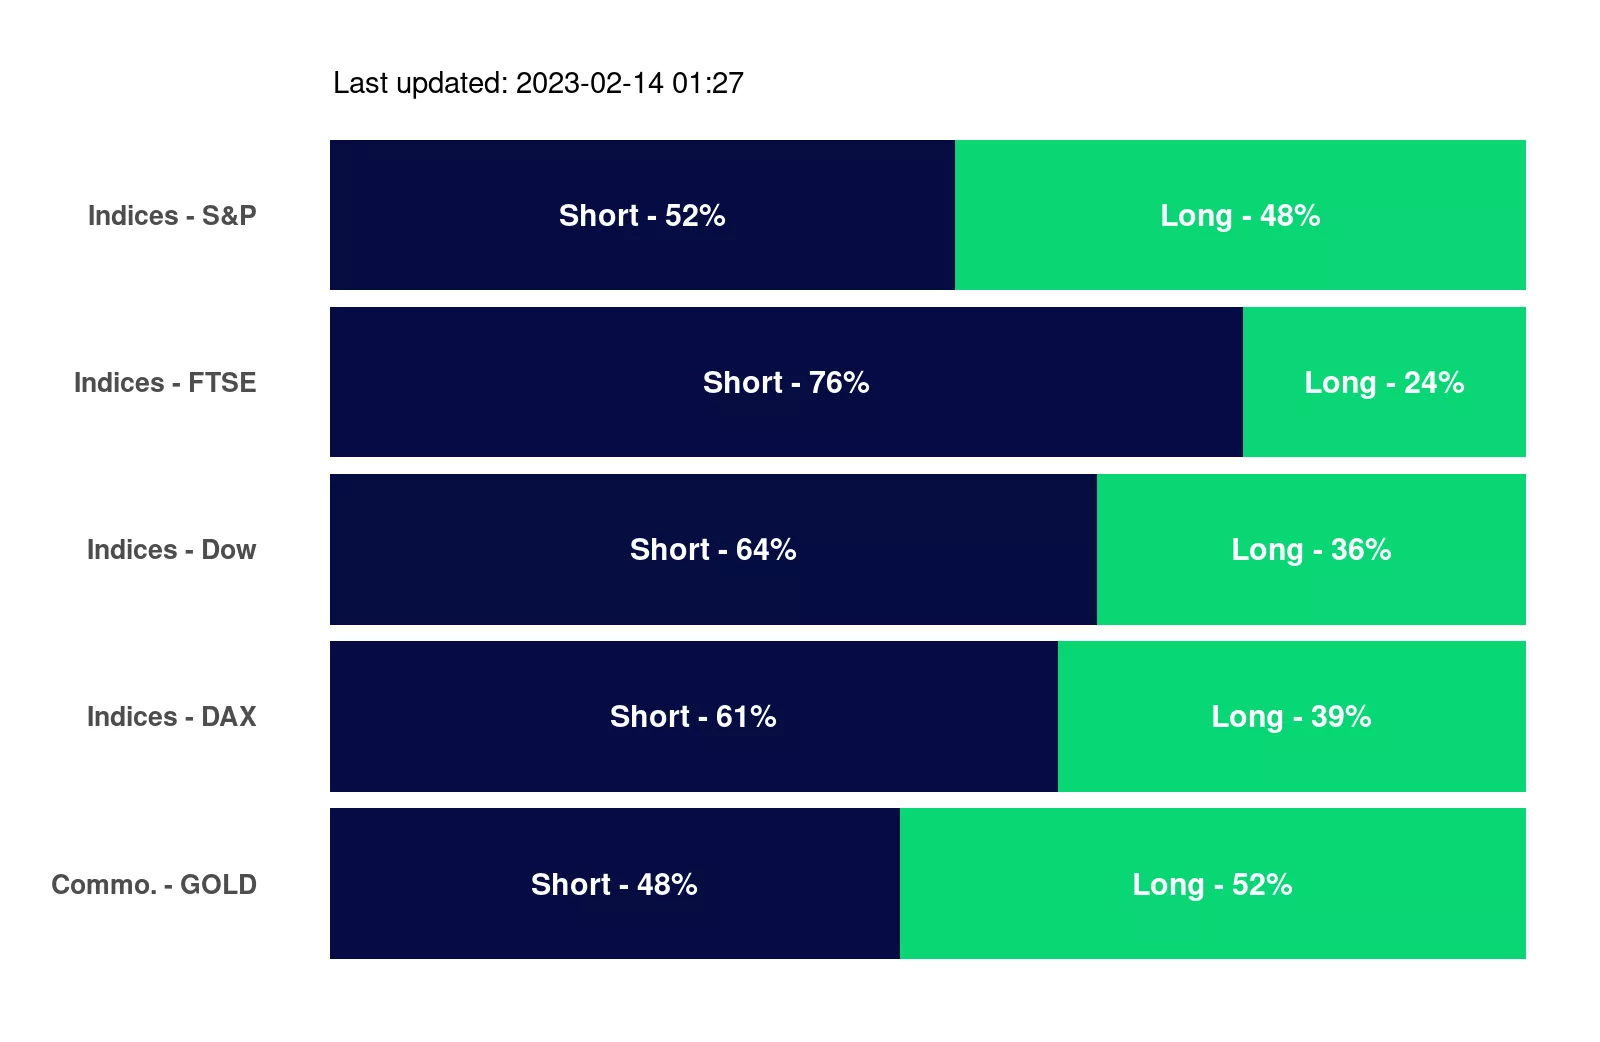 Last updated: 2023-02-14 01:27
Indices - S&P Short - 52% Long - 48%
Indices - FTSE Short - 76% Long - 24%
Indices - Dow Short - 64% Long - 36%
Indices - DAX Short - 61% Long - 39%
Commo. - GOLD Short - 48% Long - 52%